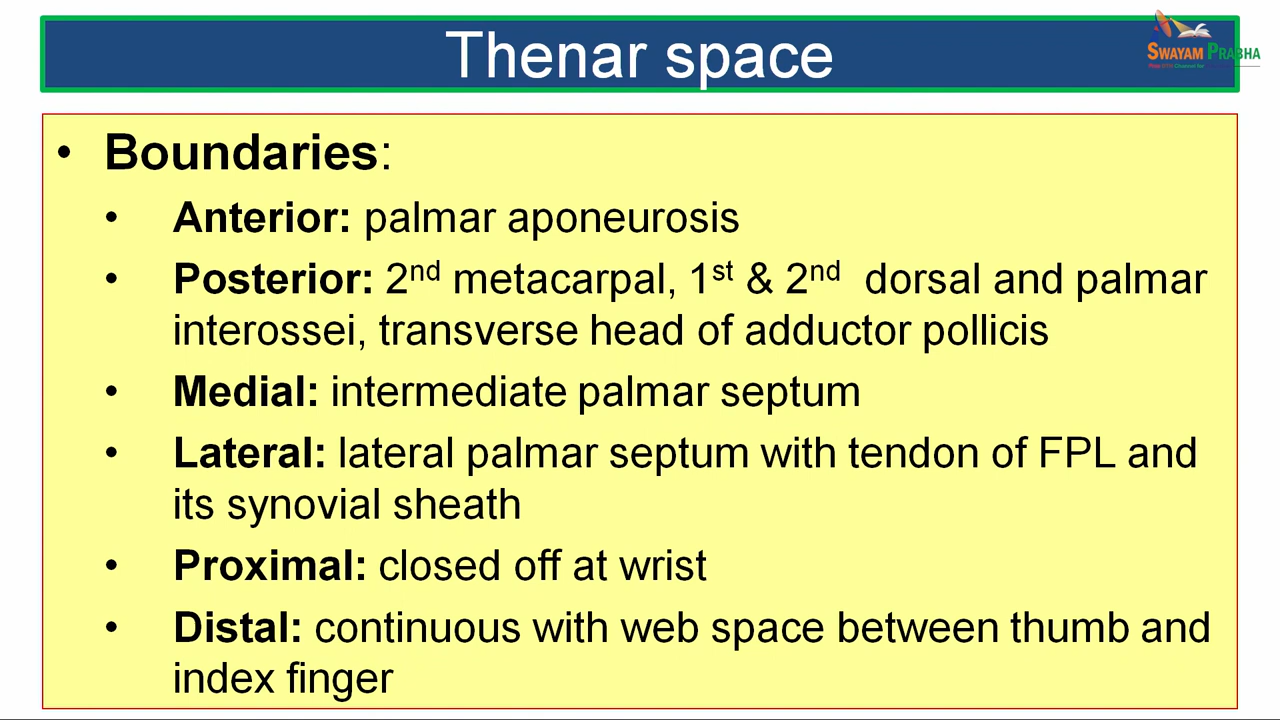 Thenar space
SWAYAM PRABHA
• Boundaries:
• Anterior: palmar aponeurosis
• Posterior: 2nd metacarpal, 1st & 2nd dorsal and palmar
interossei, transverse head of adductor pollicis
• Medial: intermediate palmar septum
• Lateral: lateral palmar septum with tendon of FPL and
its synovial sheath
• Proximal: closed off at wrist
• Distal: continuous with web space between thumb and
index finger